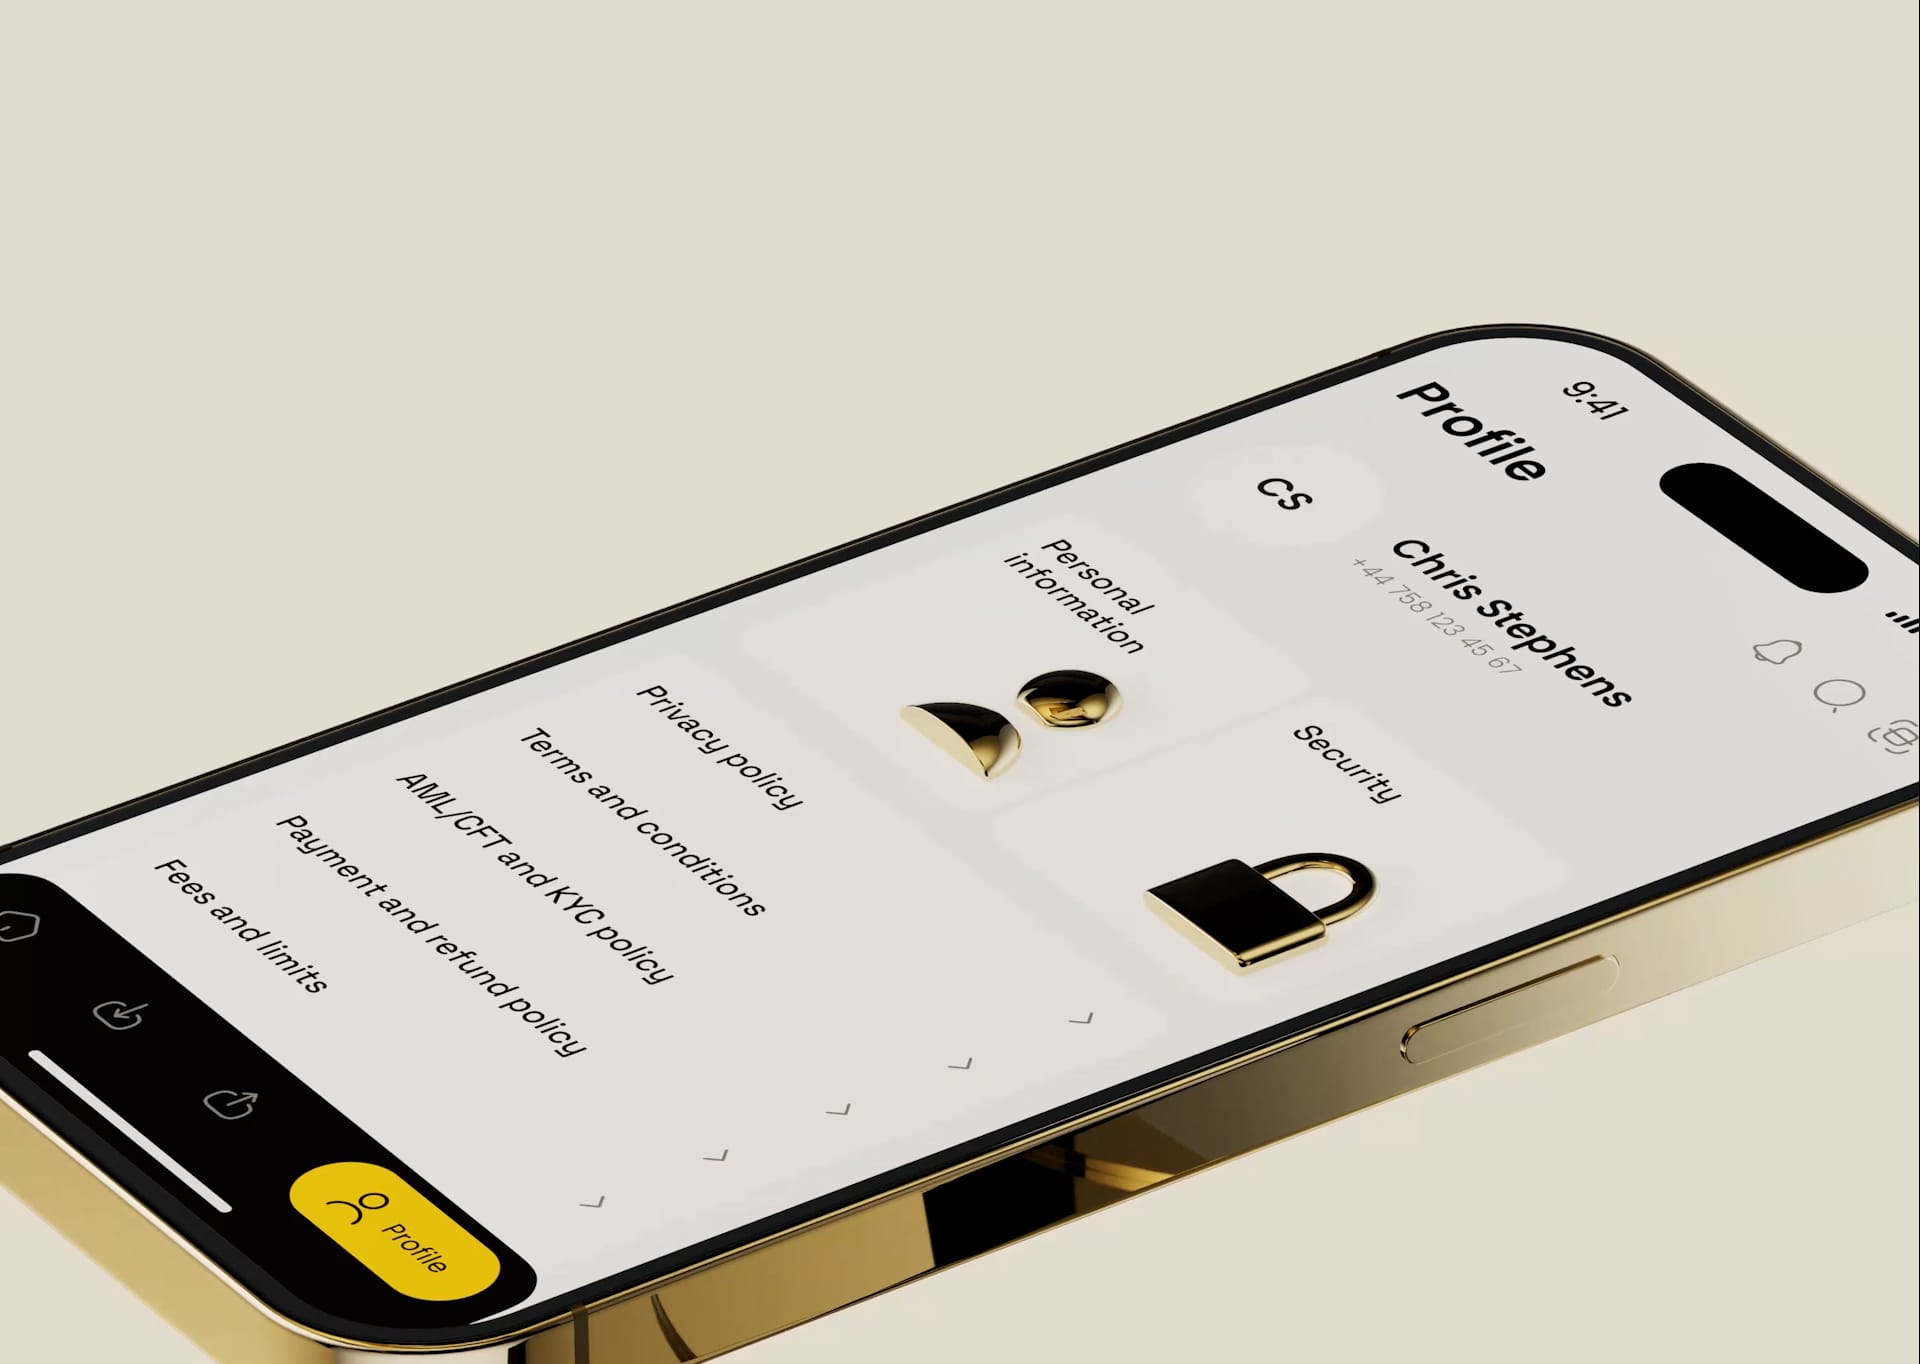 9:41
Profile
CS
Chris Stephens
+44 758 123 45 67
Personal
information
Security
Privacy policy
Terms and conditions
AML/CFT and KYC policy
Payment and refund policy
Fees and limits
Profile